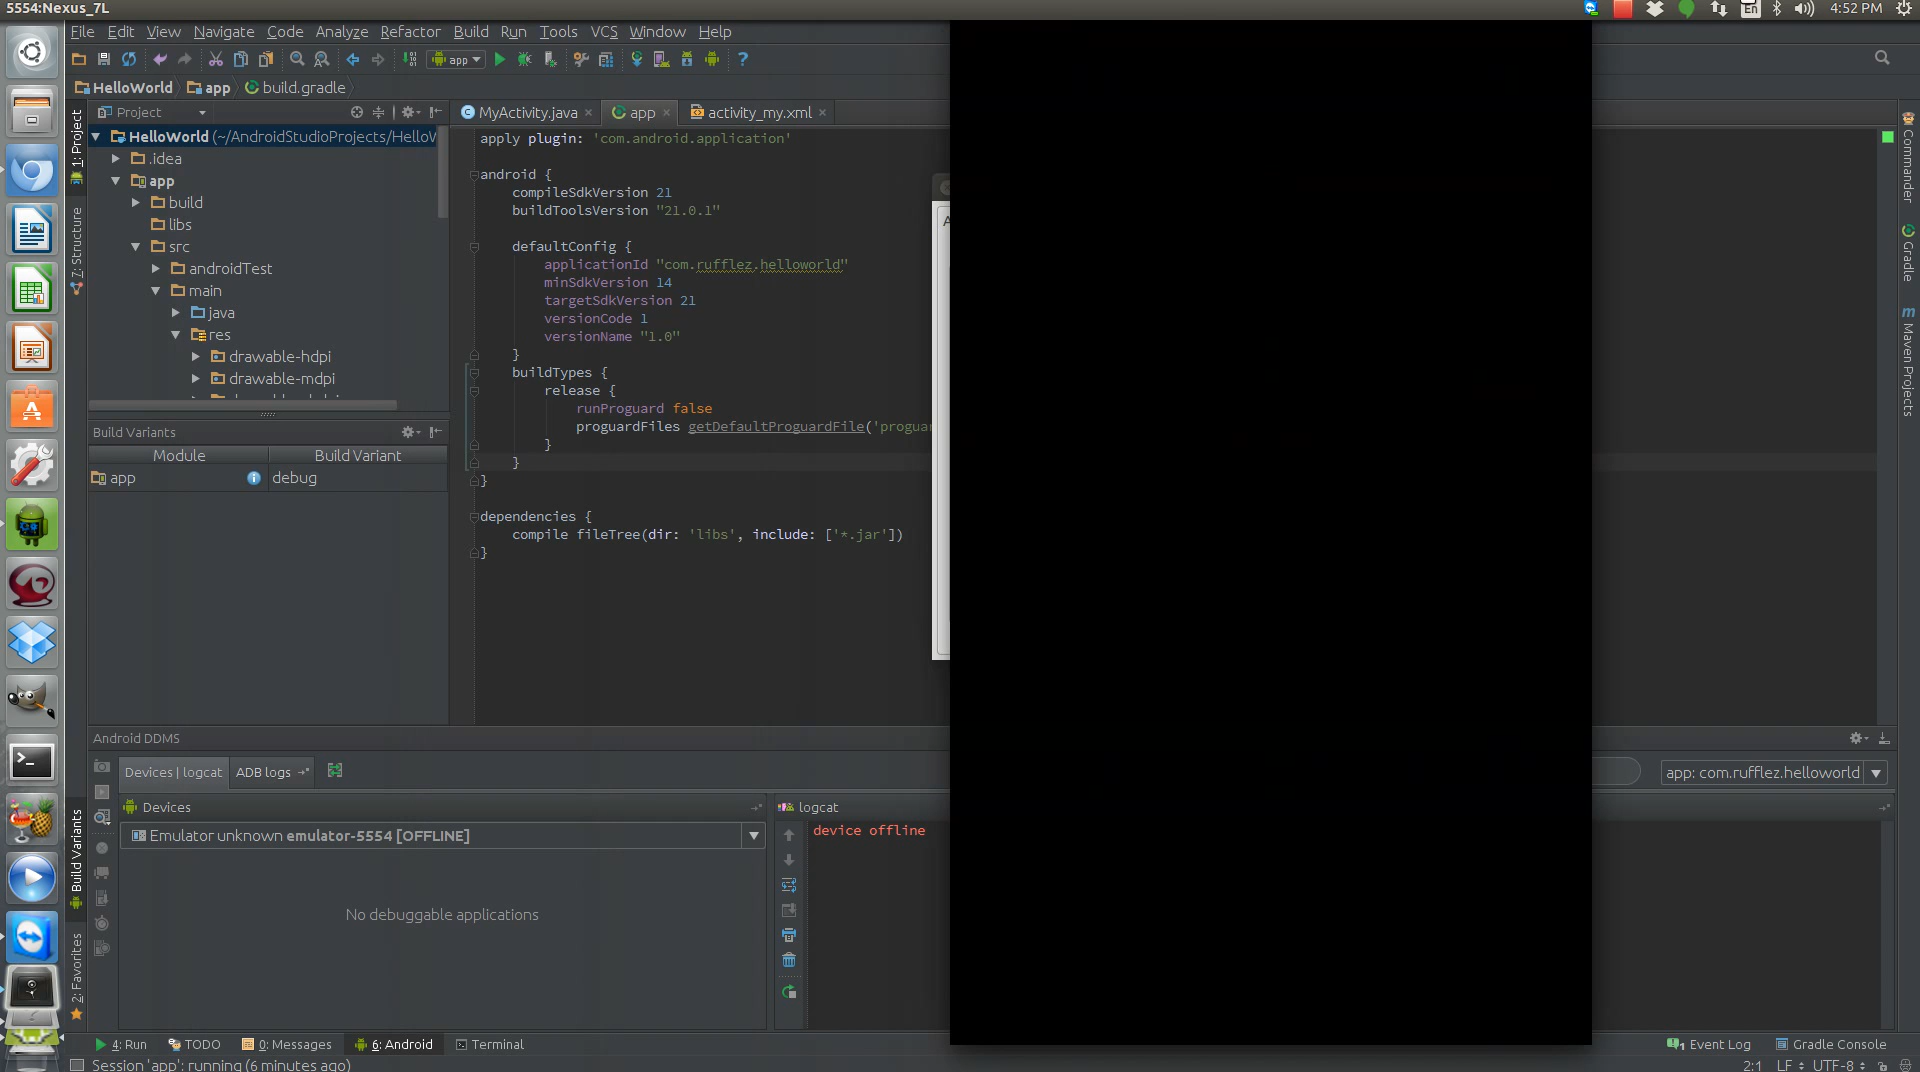 5554:Nexus_7L
En
4:52 PM
File Edit View Navigate Code Analyze Refactor Build Run Tools VCS Window Help
app
HelloWorld app build.gradle
1: Project
7: Structure
Project
MyActivity.java app activity_my.xml
HelloWorld (~/AndroidStudioProjects/HelloW
.idea
app
build
libs
src
androidTest
main
java
res
drawable-hdpi
drawable-mdpi
apply plugin: 'com.android.application'
android {
compileSdkVersion 21
buildToolsVersion "21.0.1"
defaultConfig {
applicationId "com.rufflez.helloworld"
minSdkVersion 14
targetSdkVersion 21
versionCode 1
versionName "1.0"
}
buildTypes {
release {
runProguard false
proguardFiles getDefaultProguardFile('proguar
}
}
}
dependencies {
compile fileTree(dir: 'libs', include: ['*.jar'])
}
Commander
Gradle
Maven Projects
Build Variants
Module Build Variant
app debug
Android DDMS
Devices | logcat ADB logs
app: com.rufflez.helloworld
Devices
logcat
Emulator unknown emulator-5554 [OFFLINE]
device offline
No debuggable applications
Build Variants
2: Favorites
4: Run TODO 0: Messages 6: Android Terminal
1 Event Log Gradle Console
Session 'app': running (6 minutes ago)
2:1 LF UTF-8